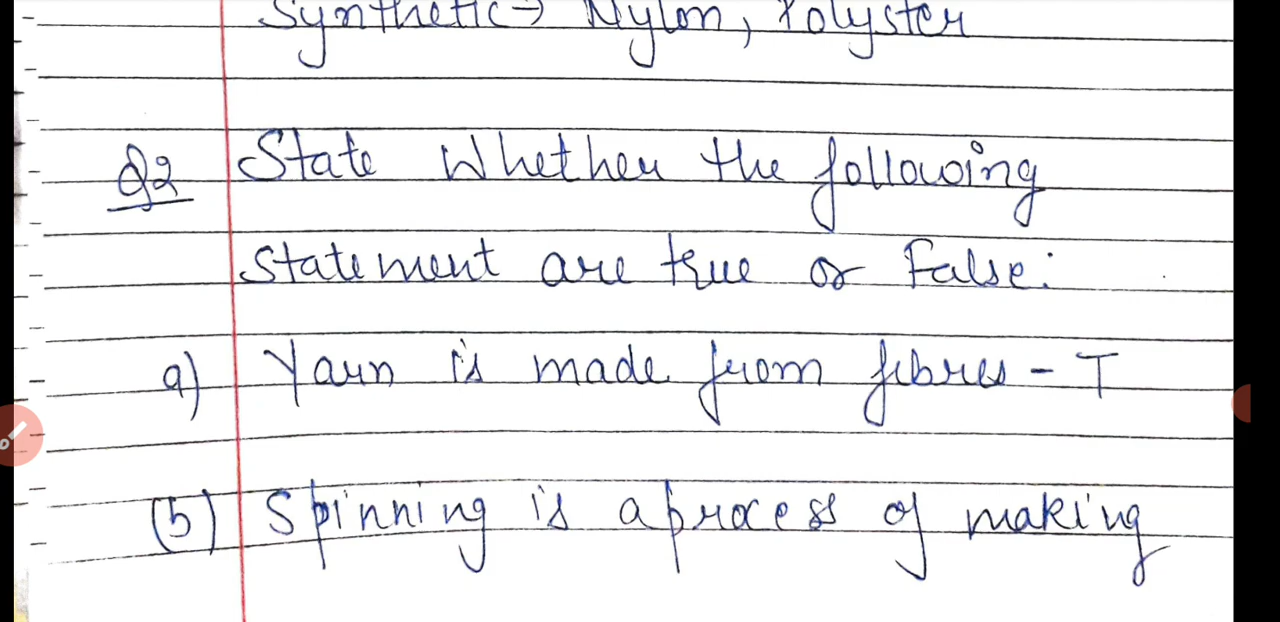 Synthetic → Nylon, Polyster
Q2 State Whether the following
statement are true or False:
a) Yarn is made from fibres - T
(b) Spinning is a process of making